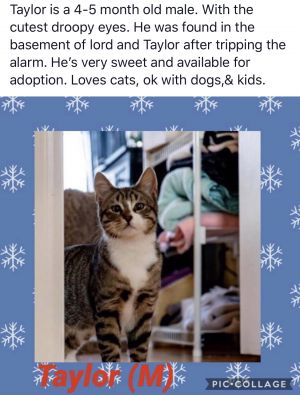 Taylor is a 4-5 month old male. With the
cutest droopy eyes. He was found in the
basement of lord and Taylor after tripping the
alarm. He’s very sweet and available for
adoption. Loves cats, ok with dogs,& kids.
Taylor (M)
PIC•COLLAGE